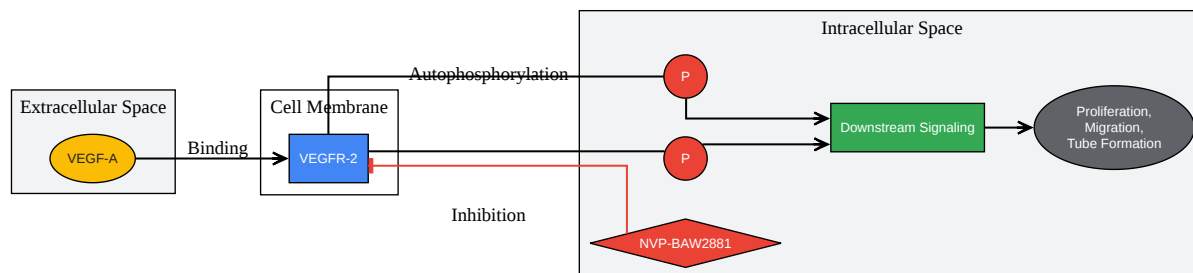 Intracellular Space
Autophosphorylation
P
Extracellular Space
Cell Membrane
Proliferation,
Migration,
Tube Formation
Downstream Signaling
Binding
VEGF-A
VEGFR-2
P
Inhibition
NVP-BAW2881